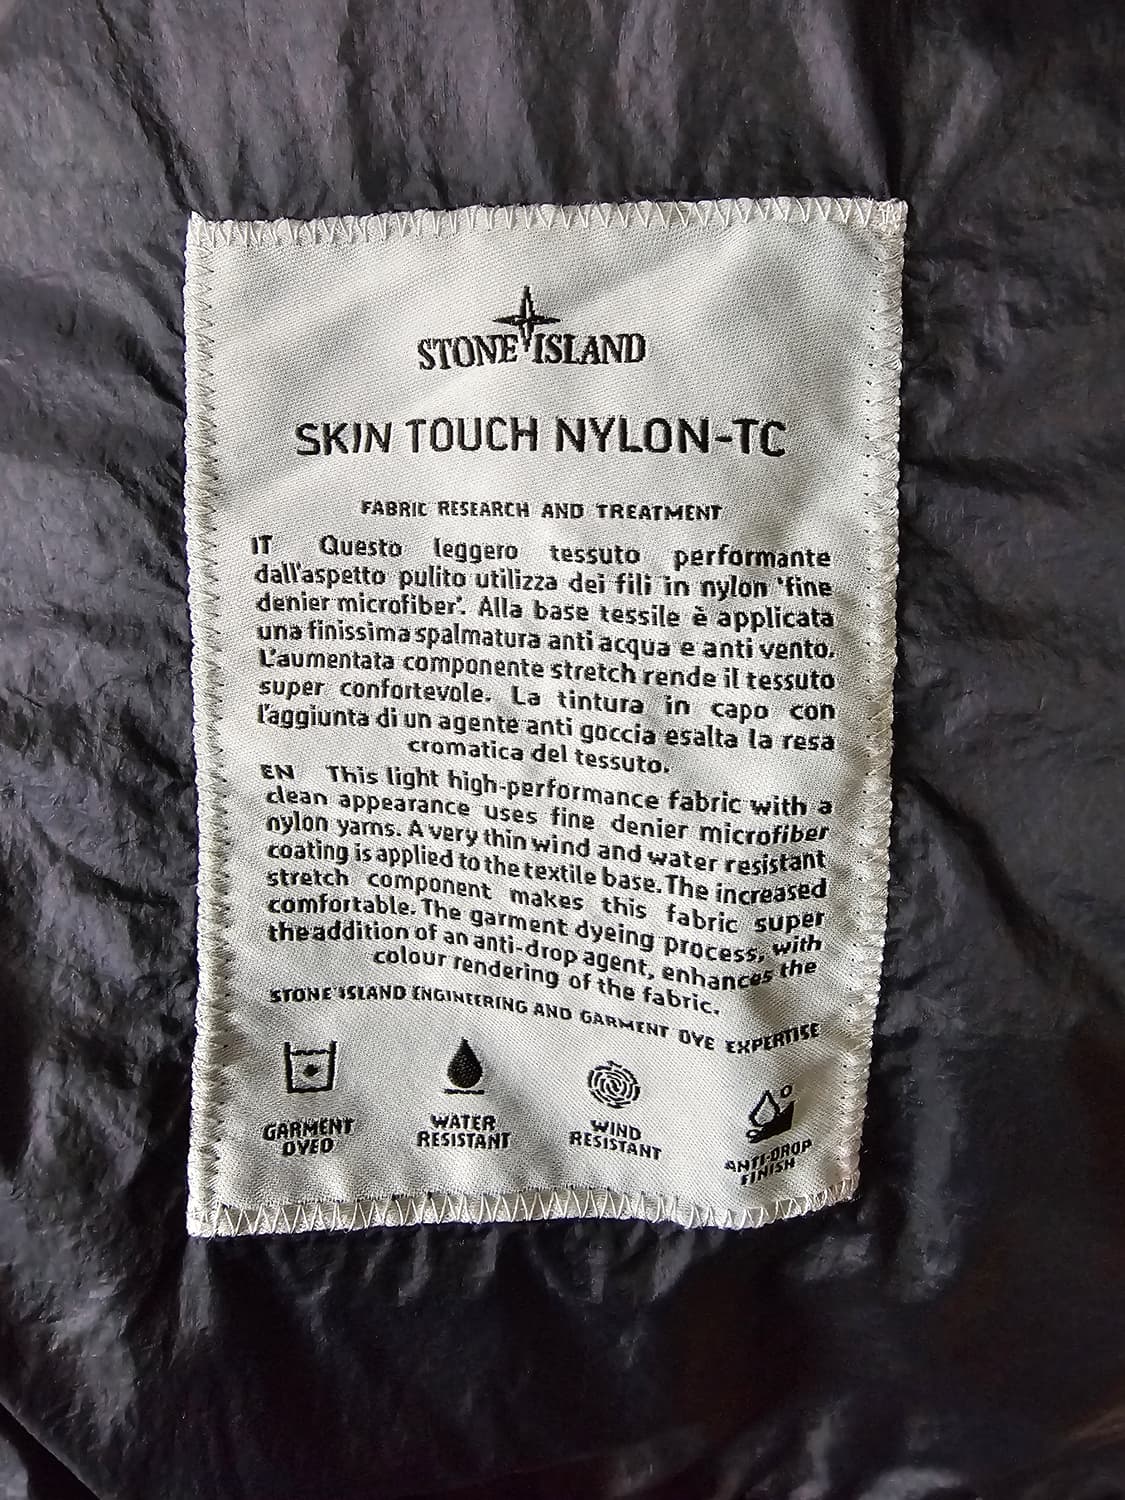 STONE ISLAND
SKIN TOUCH NYLON-TC
FABRIC RESEARCH AND TREATMENT
IT Questo leggero tessuto performante
dall'aspetto pulito utilizza dei fili in nylon 'fine
denier microfiber'. Alla base tessile è applicata
una finissima spalmatura anti acqua e anti vento.
L'aumentata componente stretch rende il tessuto
super confortevole. La tintura in capo con
l'aggiunta di un agente anti goccia esalta la resa
cromatica del tessuto.
EN This light high-performance fabric with a
clean appearance uses fine denier microfiber
nylon yarns. A very thin wind and water resistant
coating is applied to the textile base. The increased
stretch component makes this fabric super
comfortable. The garment dyeing process, with
the addition of an anti-drop agent, enhances the
colour rendering of the fabric.
STONE ISLAND ENGINEERING AND GARMENT DYE EXPERTISE
GARMENT
DYED
WATER
RESISTANT
WIND
RESISTANT
ANTI-DROP
FINISH